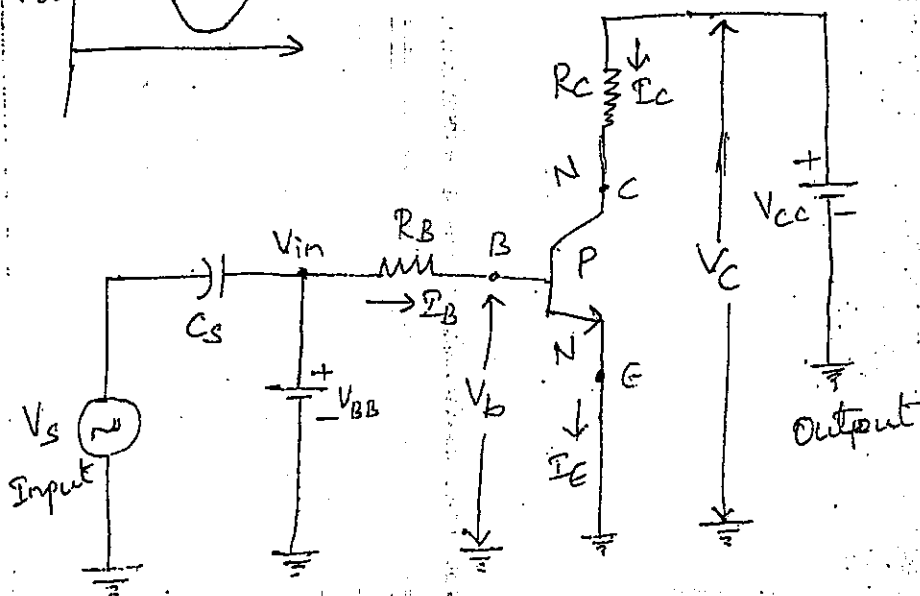 RC
IC
N
C
VCC
+
-
Vin
RB
B
P
VC
CS
IB
N
E
+
-
VBB
Vb
VS
Input
IE
Output